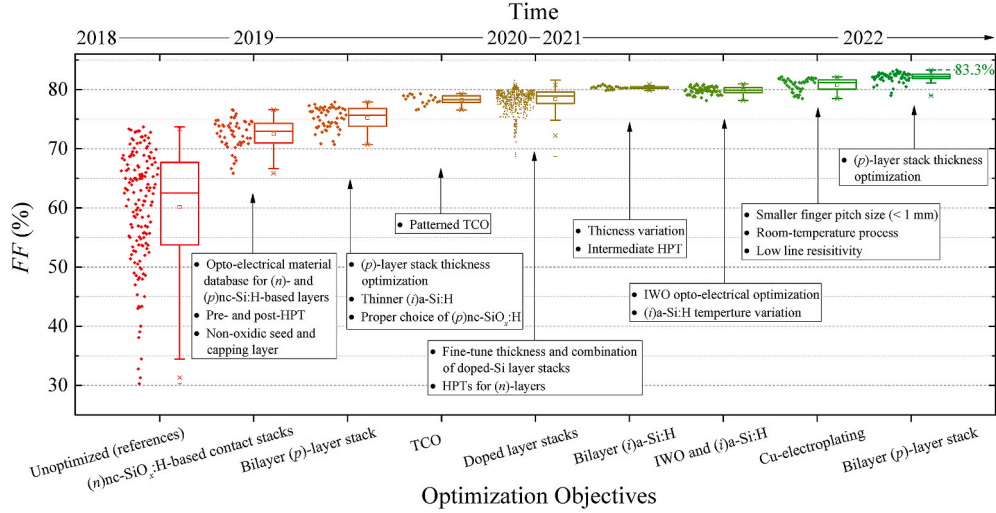 Time
2018
2019
2020
2021
2022
FF (%)
80
70
60
50
40
30
83.3%
(p)-layer stack thickness
optimization
Patterned TCO
Thicness variation
Intermediate HPT
Smaller finger pitch size (< 1 mm)
Room-temperature process
Low line resisitivity
Opto-electrical material
database for (n)- and
(p)nc-Si:H-based layers
Pre- and post-HPT
Non-oxidic seed and
capping layer
(p)-layer stack thickness
optimization
Thinner (i)a-Si:H
Proper choice of (p)nc-SiOx:H
IWO opto-electrical optimization
(i)a-Si:H temperture variation
Fine-tune thickness and combination
of doped-Si layer stacks
HPTs for (n)-layers
Unoptimized (references)
(n)nc-SiOx:H-based contact stacks
Bilayer (p)-layer stack
TCO
Doped layer stacks
Bilayer (i)a-Si:H
IWO and (i)a-Si:H
Cu-electroplating
Bilayer (p)-layer stack
Optimization Objectives